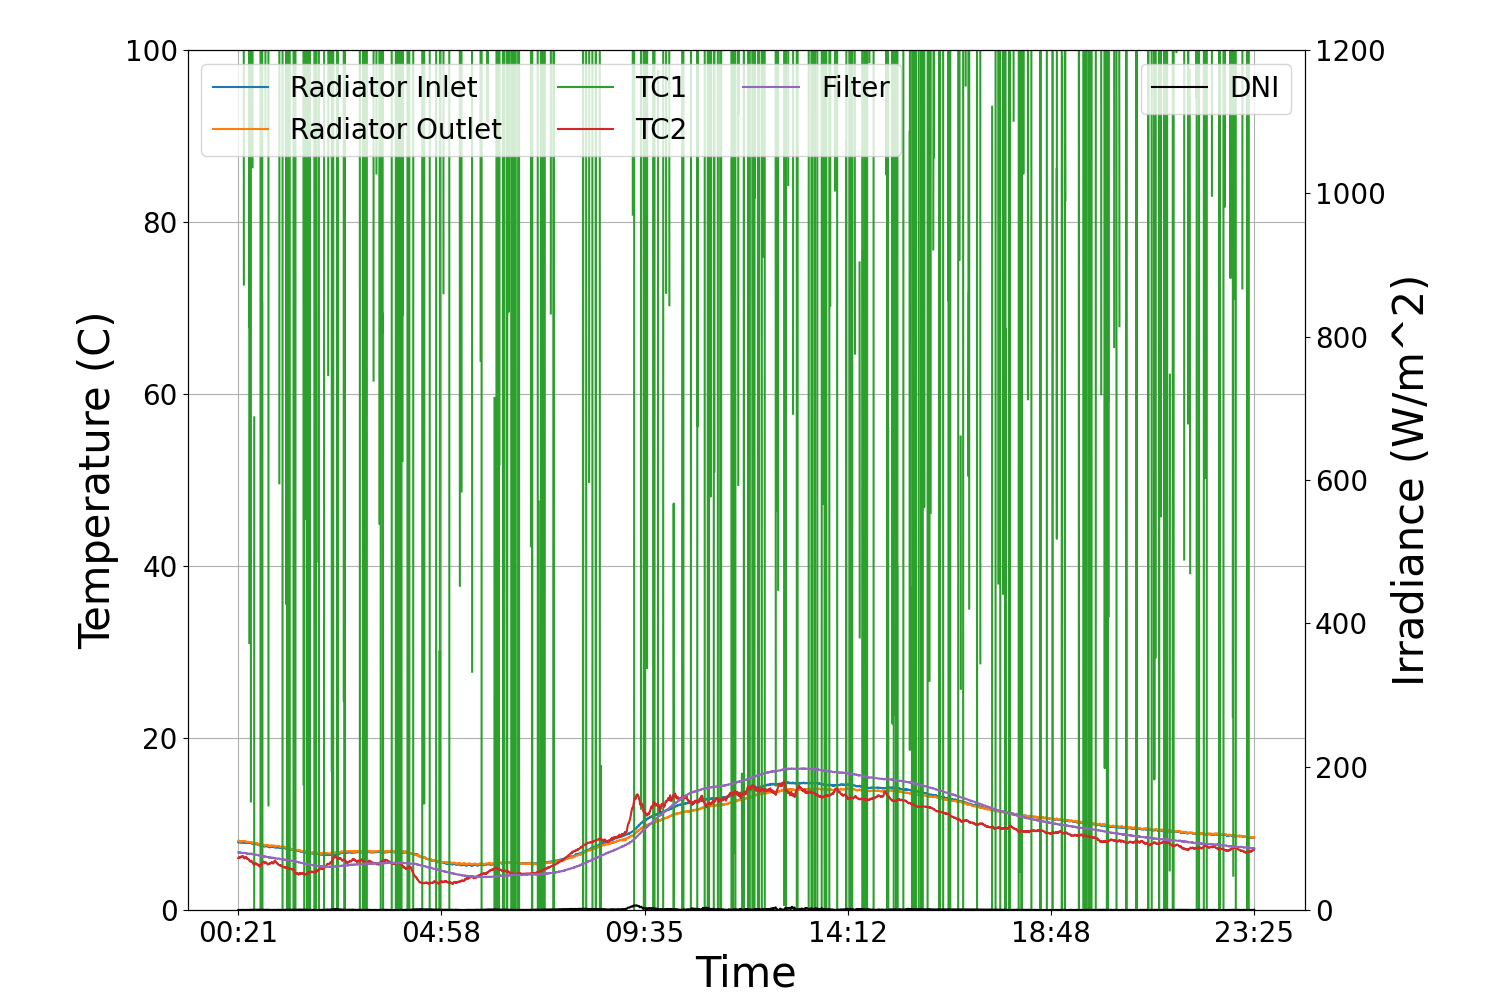 100
80
60
40
20
0
Temperature (C)
Radiator Inlet
Radiator Outlet
TC1
TC2
Filter
DNI
1200
1000
800
600
400
200
0
Irradiance (W/m^2)
00:21 04:58 09:35 14:12 18:48 23:25
Time